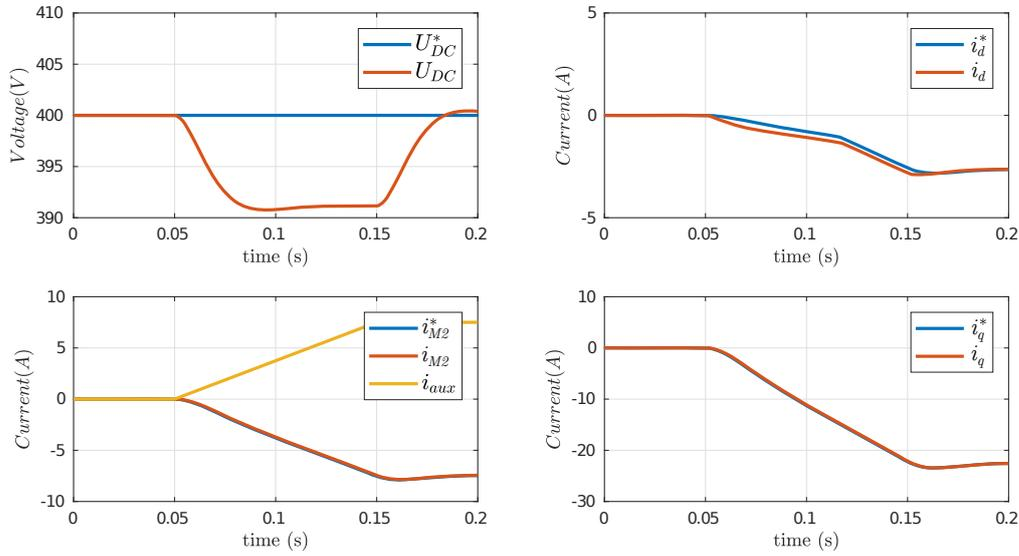 410
405
400
395
390
Voltage(V)
U*DC
UDC
0 0.05 0.1 0.15 0.2
time (s)
5
0
-5
Current(A)
i*d
id
0 0.05 0.1 0.15 0.2
time (s)
10
5
0
-5
-10
Current(A)
i*M2
iM2
iaux
0 0.05 0.1 0.15 0.2
time (s)
10
0
-10
-20
-30
Current(A)
i*q
iq
0 0.05 0.1 0.15 0.2
time (s)